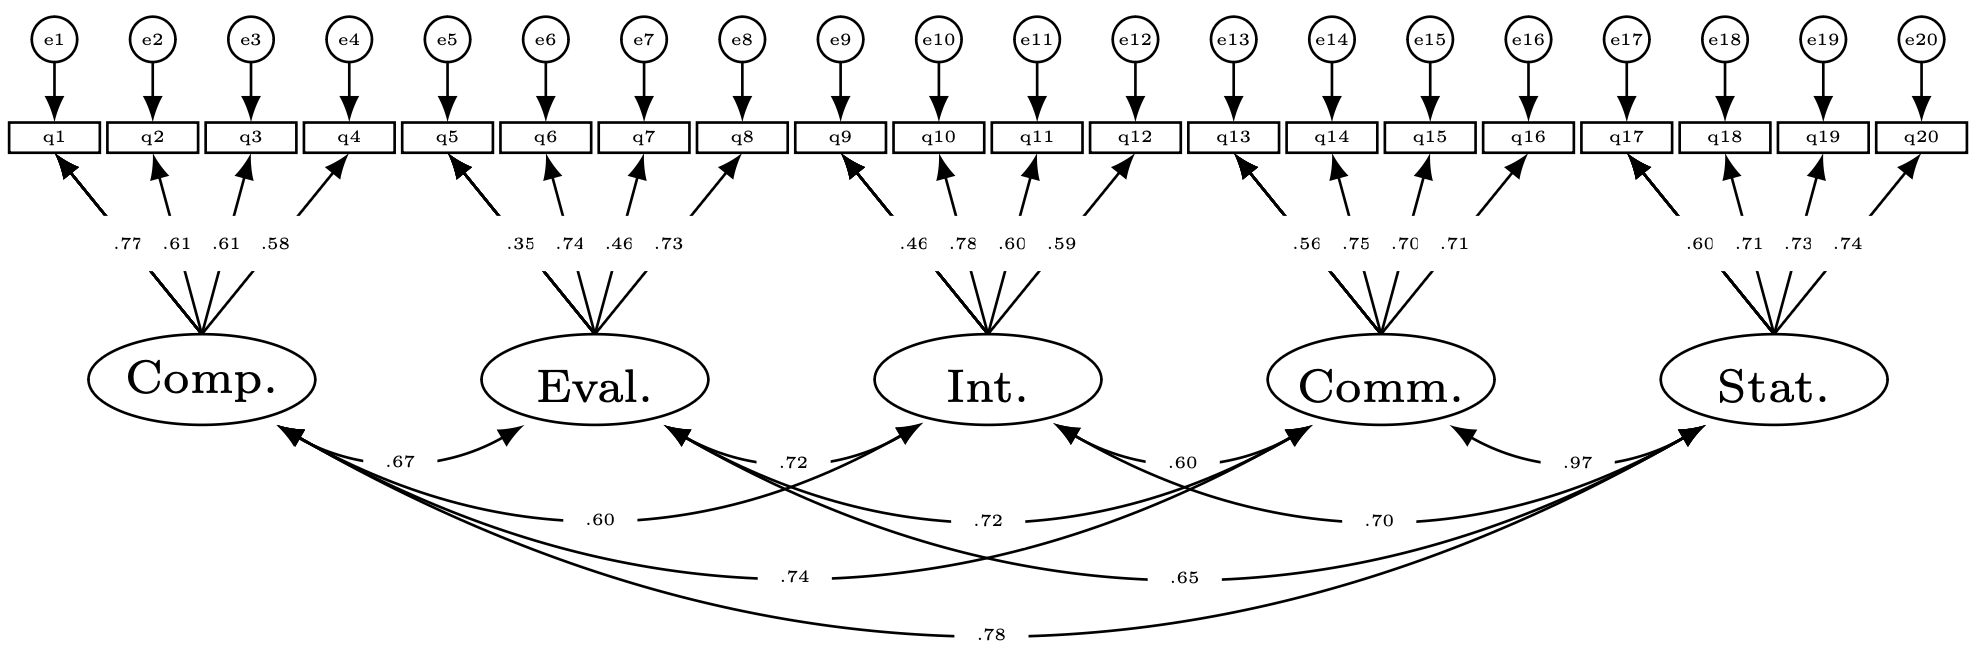 e1 e2 e3 e4 e5 e6 e7 e8 e9 e10 e11 e12 e13 e14 e15 e16 e17 e18 e19 e20
q1 q2 q3 q4 q5 q6 q7 q8 q9 q10 q11 q12 q13 q14 q15 q16 q17 q18 q19 q20
.77 .61 .61 .58 .35 .74 .46 .73 .46 .78 .60 .59 .56 .75 .70 .71 .60 .71 .73 .74
Comp. Eval. Int. Comm. Stat.
.67 .72 .60 .97
.60 .72 .70
.74 .65
.78